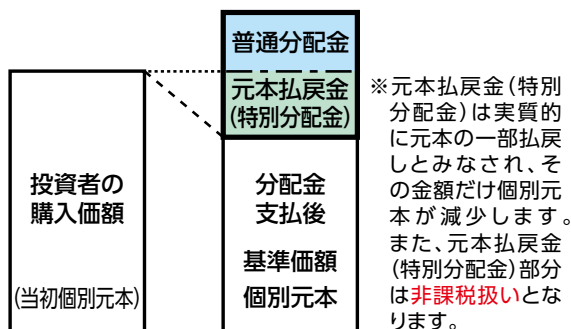 普通分配金
元本払戻金
(特別分配金)
投資者の
購入価額
(当初個別元本)
分配金
支払後
基準価額
個別元本
※元本払戻金(特別
分配金)は実質的
に元本の一部払戻
しとみなされ、そ
の金額だけ個別元
本が減少します。
また、元本払戻金
(特別分配金)部分
は非課税扱いとな
ります。